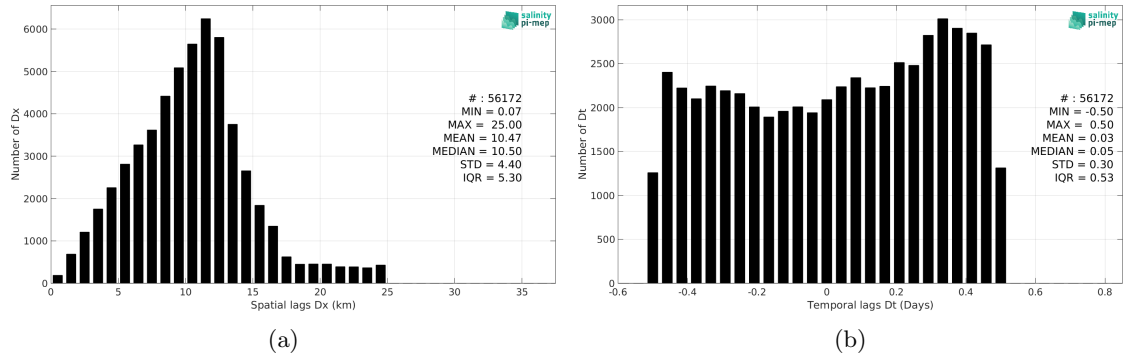 salinity
pi-mep
6000
5000
4000
3000
2000
1000
0
Number of Dx
# : 56172
MIN = 0.07
MAX = 25.00
MEAN = 10.47
MEDIAN = 10.50
STD = 4.40
IQR = 5.30
0 5 10 15 20 25 30 35
Spatial lags Dx (km)
(a)
salinity
pi-mep
3000
2500
2000
1500
1000
500
0
Number of Dt
# : 56172
MIN = -0.50
MAX = 0.50
MEAN = 0.03
MEDIAN = 0.05
STD = 0.30
IQR = 0.53
-0.6 -0.4 -0.2 0 0.2 0.4 0.6 0.8
Temporal lags Dt (Days)
(b)